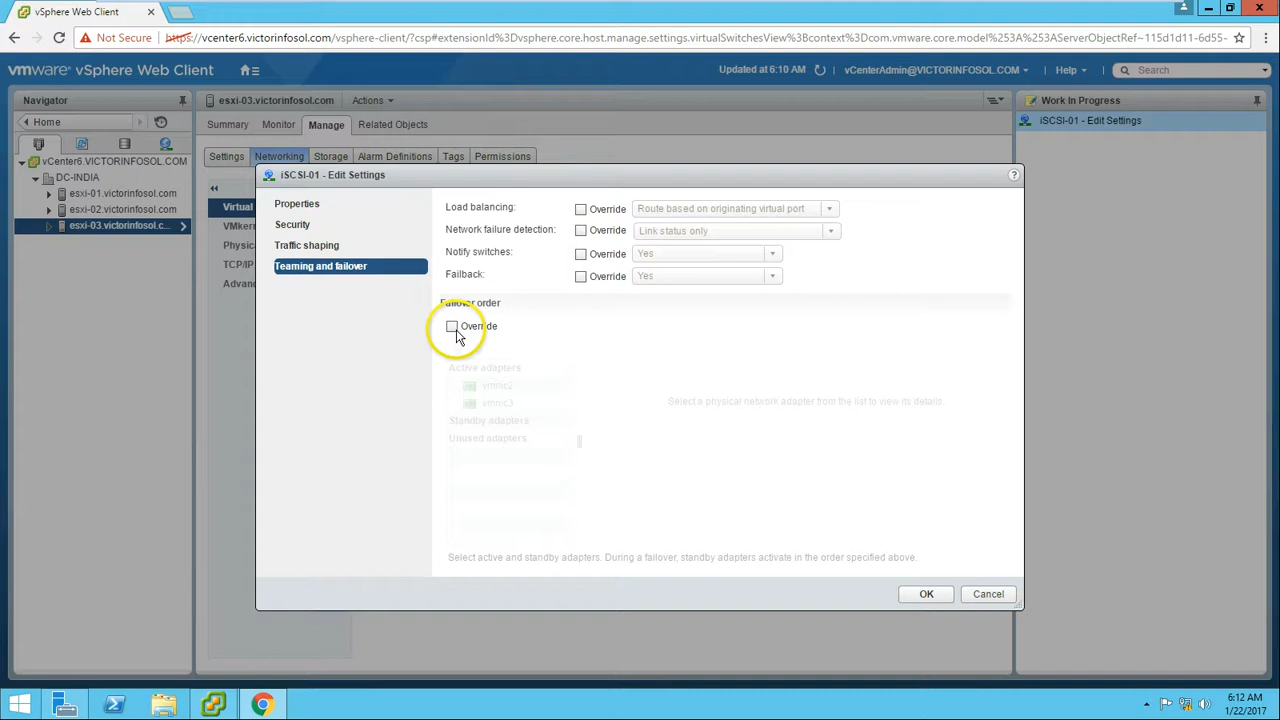 vSphere Web Client
Not Secure https://vcenter6.victorinfosol.com/vsphere-client/?csp#extensionId%3Dvsphere.core.host.manage.settings.virtualSwitchesView%3Bcontext%3Dcom.vmware.core.model%253A%253AServerObjectRef~115d1d11-6d55-
vmware vSphere Web Client
Updated at 6:10 AM
vCenterAdmin@VICTORINFOSOL.COM
Help
Search
Navigator
Home
vCenter6.VICTORINFOSOL.COM
DC-INDIA
esxi-01.victorinfosol.com
esxi-02.victorinfosol.com
esxi-03.victorinfosol.c...
esxi-03.victorinfosol.com Actions
Summary Monitor Manage Related Objects
Settings Networking Storage Alarm Definitions Tags Permissions
Virtual
VMkern
Physica
TCP/IP
Advanc
Work In Progress
iSCSI-01 - Edit Settings
iSCSI-01 - Edit Settings
Properties
Security
Traffic shaping
Teaming and failover
Load balancing: Override Route based on originating virtual port
Network failure detection: Override Link status only
Notify switches: Override Yes
Failback: Override Yes
Failover order
Override
Active adapters
vmnic2
vmnic3
Standby adapters
Unused adapters
Select a physical network adapter from the list to view its details.
Select active and standby adapters. During a failover, standby adapters activate in the order specified above.
OK Cancel
6:12 AM
1/22/2017